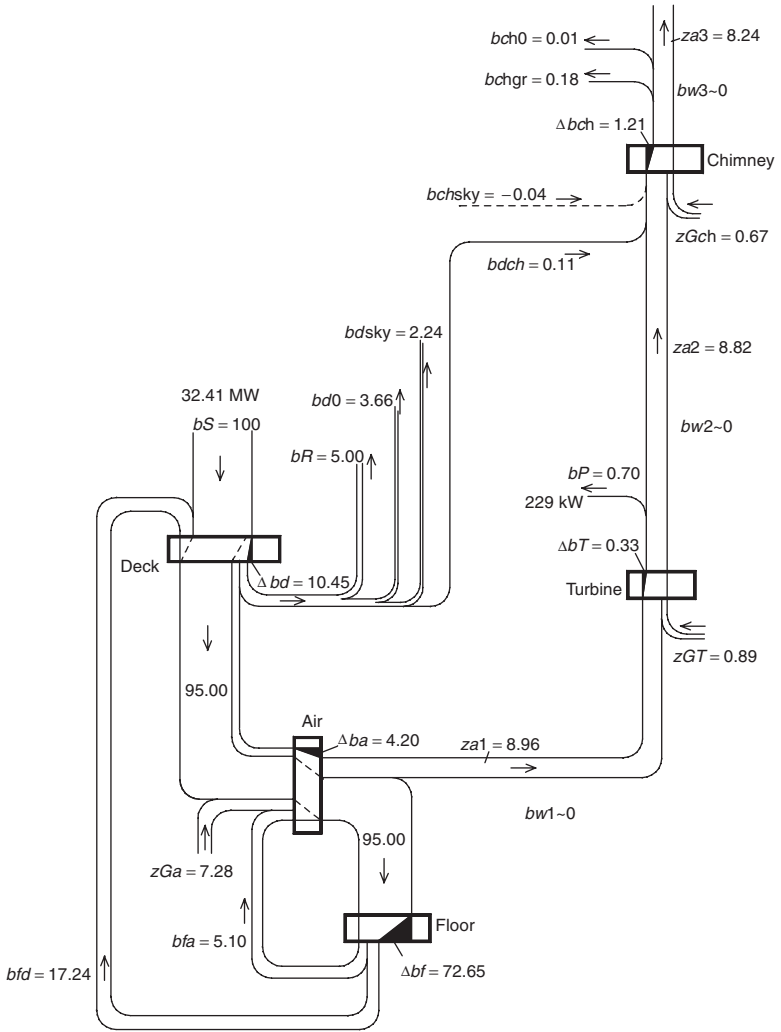 bch0 = 0.01
za3 = 8.24
bchgr = 0.18
bw3~0
Δbch = 1.21
Chimney
bchsky = −0.04
zGch = 0.67
bdch = 0.11
bdsky = 2.24
za2 = 8.82
32.41 MW
bd0 = 3.66
bS = 100
bw2~0
bR = 5.00
bP = 0.70
229 kW
ΔbT = 0.33
Deck
Δbd = 10.45
Turbine
zGT = 0.89
95.00
Air
Δba = 4.20
za1 = 8.96
bw1~0
95.00
zGa = 7.28
Floor
bfa = 5.10
Δbf = 72.65
bfd = 17.24